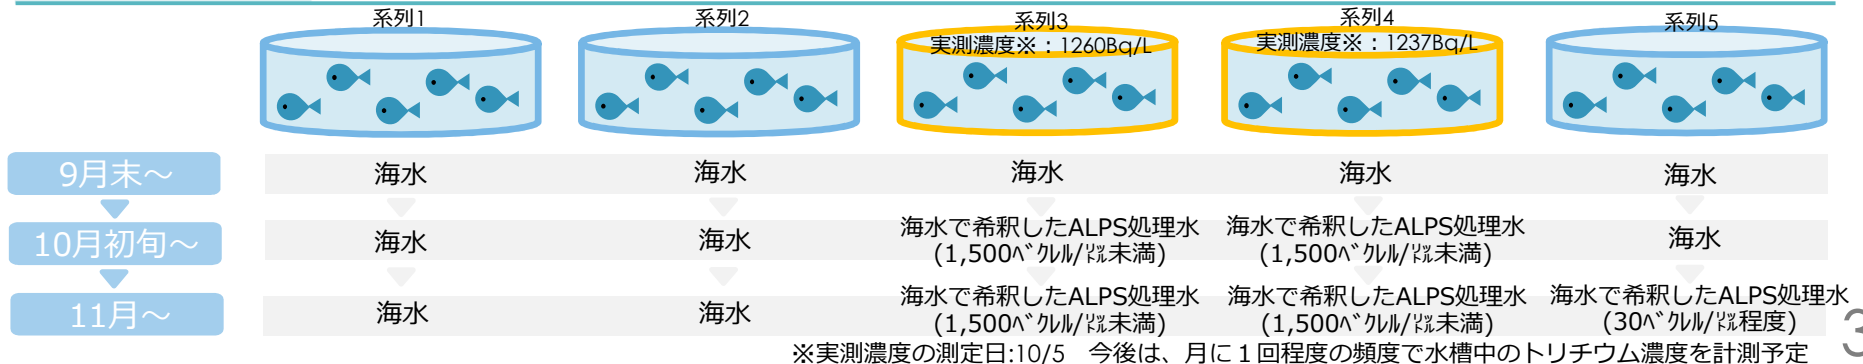 系列1
系列2
系列3
実測濃度※：1260Bq/L
系列4
実測濃度※：1237Bq/L
系列5
9月末～
海水
海水
海水
海水
海水
10月初旬～
海水
海水
海水で希釈したALPS処理水
(1,500ﾍﾞｸﾚﾙ/㍑未満)
海水で希釈したALPS処理水
(1,500ﾍﾞｸﾚﾙ/㍑未満)
海水
11月～
海水
海水
海水で希釈したALPS処理水
(1,500ﾍﾞｸﾚﾙ/㍑未満)
海水で希釈したALPS処理水
(1,500ﾍﾞｸﾚﾙ/㍑未満)
海水で希釈したALPS処理水
(30ﾍﾞｸﾚﾙ/㍑程度)
※実測濃度の測定日:10/5　今後は、月に１回程度の頻度で水槽中のトリチウム濃度を計測予定
3